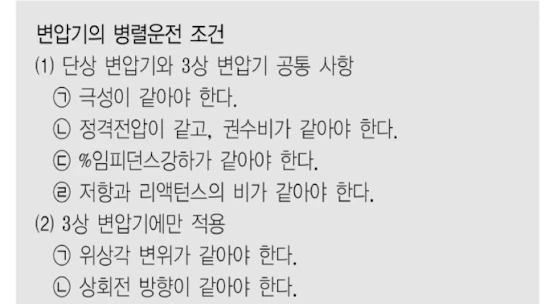 변압기의 병렬운전 조건
(1) 단상 변압기와 3상 변압기 공통 사항
㉠ 극성이 같아야 한다.
㉡ 정격전압이 같고, 권수비가 같아야 한다.
㉢ %임피던스강하가 같아야 한다.
㉣ 저항과 리액턴스의 비가 같아야 한다.
(2) 3상 변압기에만 적용
㉠ 위상각 변위가 같아야 한다.
㉡ 상회전 방향이 같아야 한다.